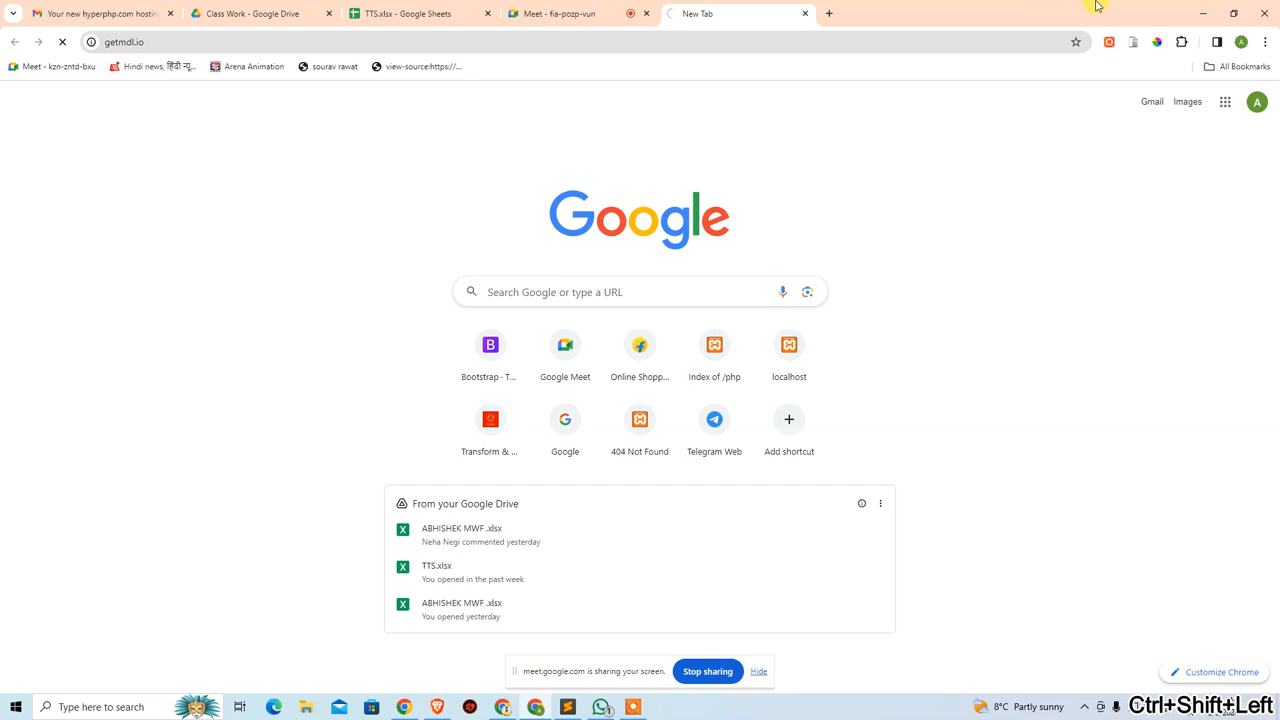 Your new hyperphp.com hostin
Class Work - Google Drive
TTS.xlsx - Google Sheets
Meet - fia-pozp-vun
New Tab
getmdl.io
A
Meet - kzn-zntd-bxu
Hindi news, हिंदी न्यू...
Arena Animation
sourav rawat
view-source:https://...
All Bookmarks
Gmail
Images
A
Google
Search Google or type a URL
B
Bootstrap · T...
Google Meet
Online Shopp...
Index of /php
localhost
Transform & ...
Google
404 Not Found
Telegram Web
Add shortcut
From your Google Drive
X
ABHISHEK MWF .xlsx
Neha Negi commented yesterday
X
TTS.xlsx
You opened in the past week
X
ABHISHEK MWF .xlsx
You opened yesterday
meet.google.com is sharing your screen.
Stop sharing
Hide
Customize Chrome
Type here to search
8°C Partly sunny
Ctrl+Shift+Left